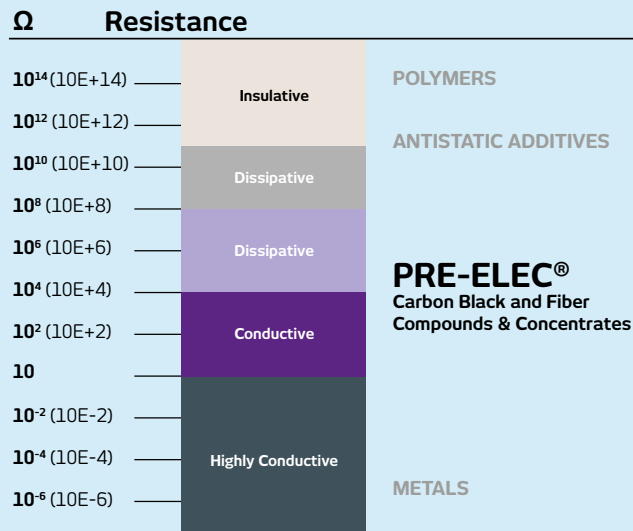 Ω Resistance
10¹⁴ (10E+14)
Insulative
POLYMERS
10¹² (10E+12)
ANTISTATIC ADDITIVES
10¹⁰ (10E+10)
Dissipative
10⁸ (10E+8)
10⁶ (10E+6)
Dissipative
10⁴ (10E+4)
PRE-ELEC®
Carbon Black and Fiber
Compounds & Concentrates
10² (10E+2)
Conductive
10
10⁻² (10E-2)
10⁻⁴ (10E-4)
Highly Conductive
METALS
10⁻⁶ (10E-6)